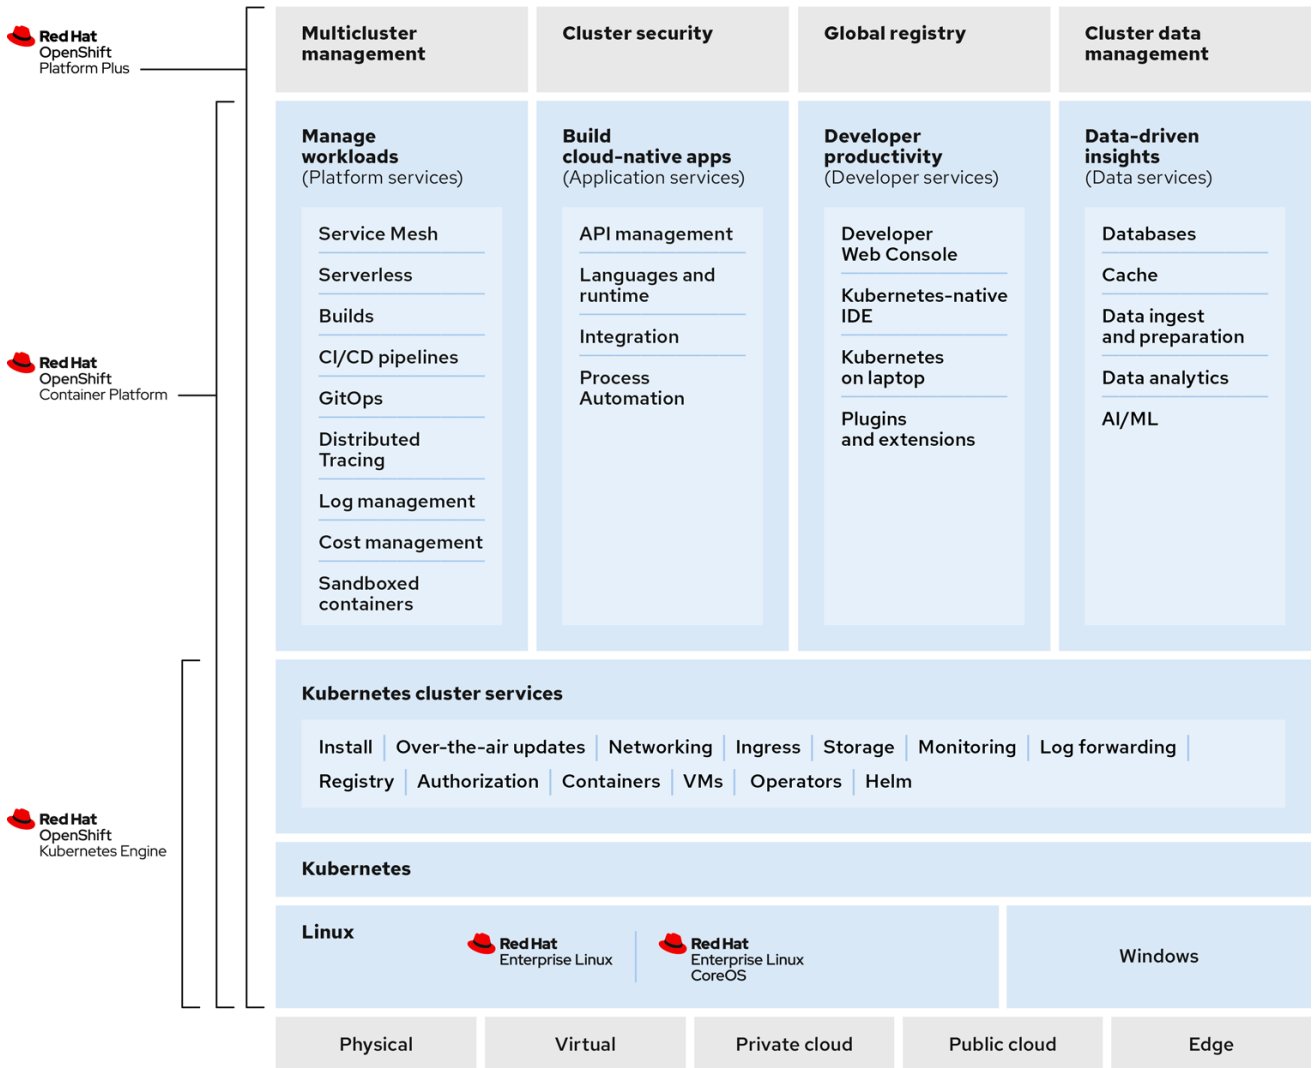 Red Hat
OpenShift
Platform Plus
Multicluster
management
Cluster security
Global registry
Cluster data
management
Red Hat
OpenShift
Container Platform
Manage
workloads
(Platform services)
Service Mesh
Serverless
Builds
CI/CD pipelines
GitOps
Distributed
Tracing
Log management
Cost management
Sandboxed
containers
Build
cloud-native apps
(Application services)
API management
Languages and
runtime
Integration
Process
Automation
Developer
productivity
(Developer services)
Developer
Web Console
Kubernetes-native
IDE
Kubernetes
on laptop
Plugins
and extensions
Data-driven
insights
(Data services)
Databases
Cache
Data ingest
and preparation
Data analytics
AI/ML
Red Hat
OpenShift
Kubernetes Engine
Kubernetes cluster services
Install | Over-the-air updates | Networking | Ingress | Storage | Monitoring | Log forwarding |
Registry | Authorization | Containers | VMs | Operators | Helm
Kubernetes
Linux
Red Hat
Enterprise Linux
Red Hat
Enterprise Linux
CoreOS
Windows
Physical
Virtual
Private cloud
Public cloud
Edge